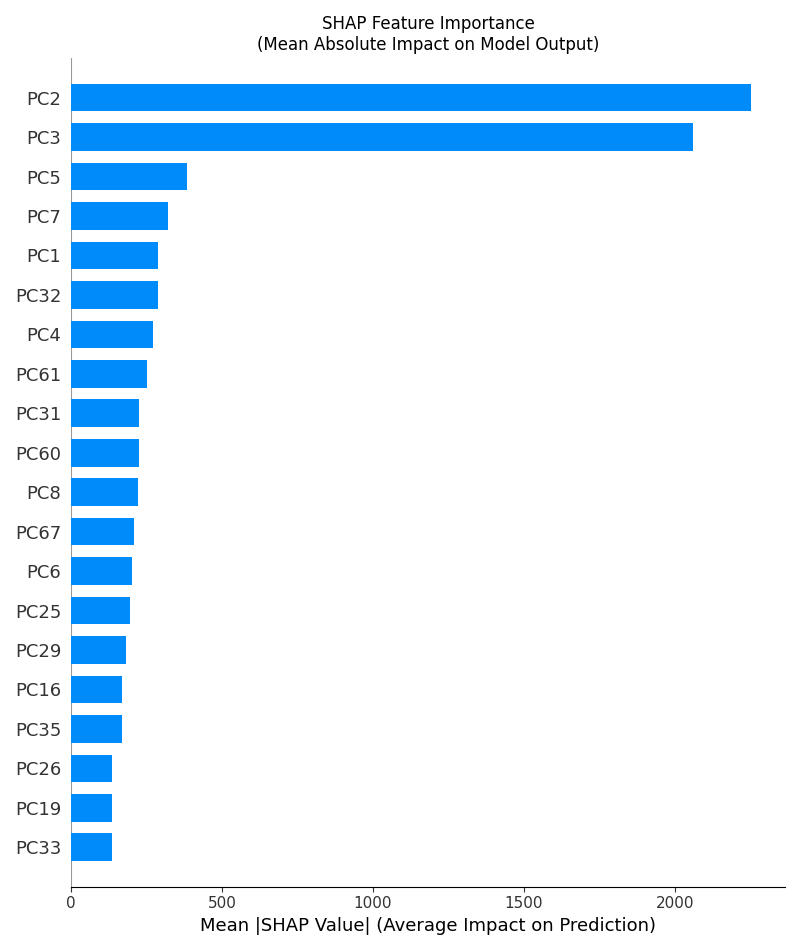 SHAP Feature Importance
(Mean Absolute Impact on Model Output)
PC2
PC3
PC5
PC7
PC1
PC32
PC4
PC61
PC31
PC60
PC8
PC67
PC6
PC25
PC29
PC16
PC35
PC26
PC19
PC33
0 500 1000 1500 2000
Mean |SHAP Value| (Average Impact on Prediction)